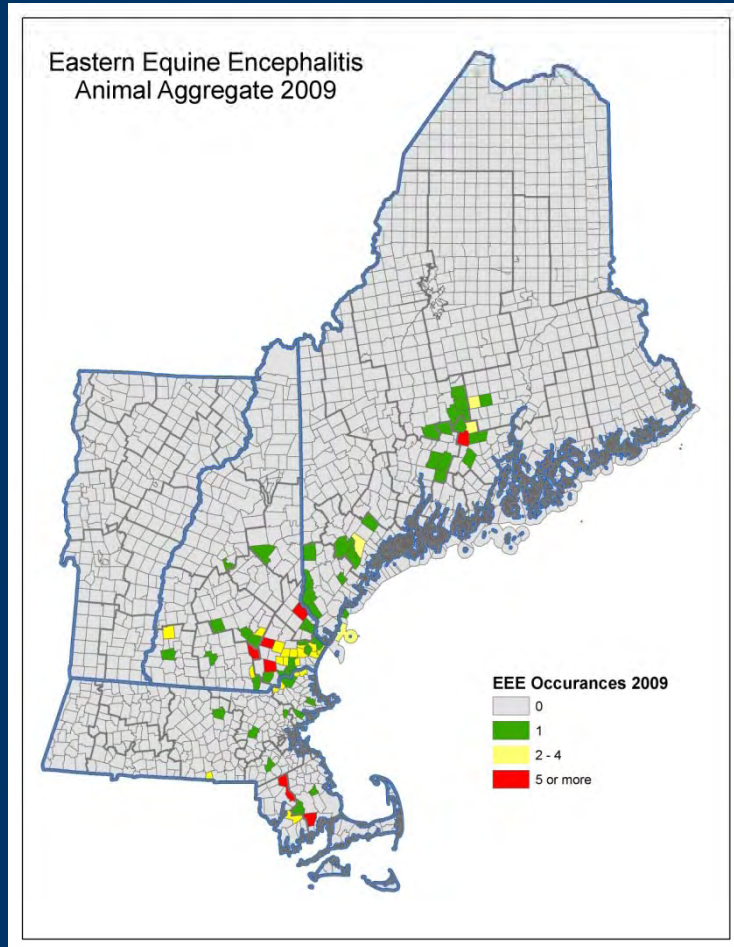 Eastern Equine Encephalitis
Animal Aggregate 2009
EEE Occurances 2009
0
1
2 - 4
5 or more